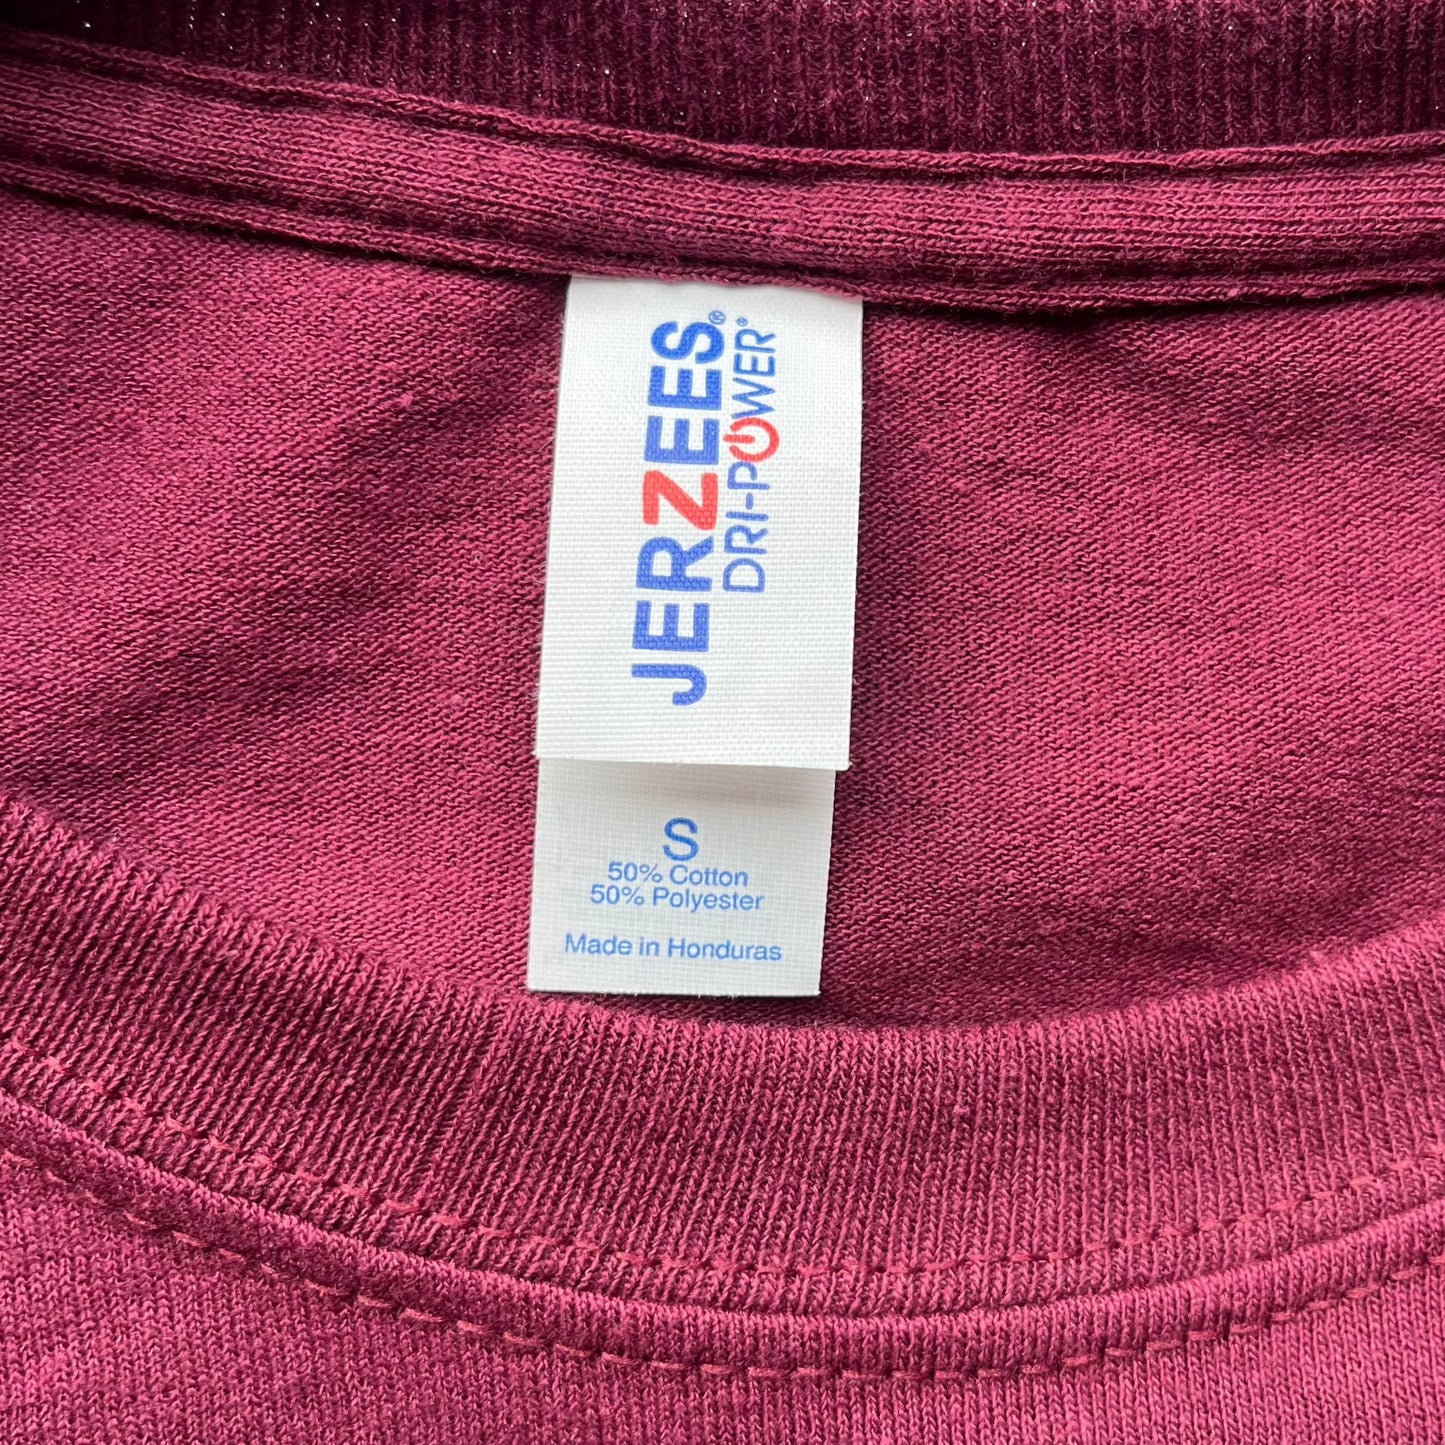 JERZEES®
DRI-POWER®
S
50% Cotton
50% Polyester
Made in Honduras